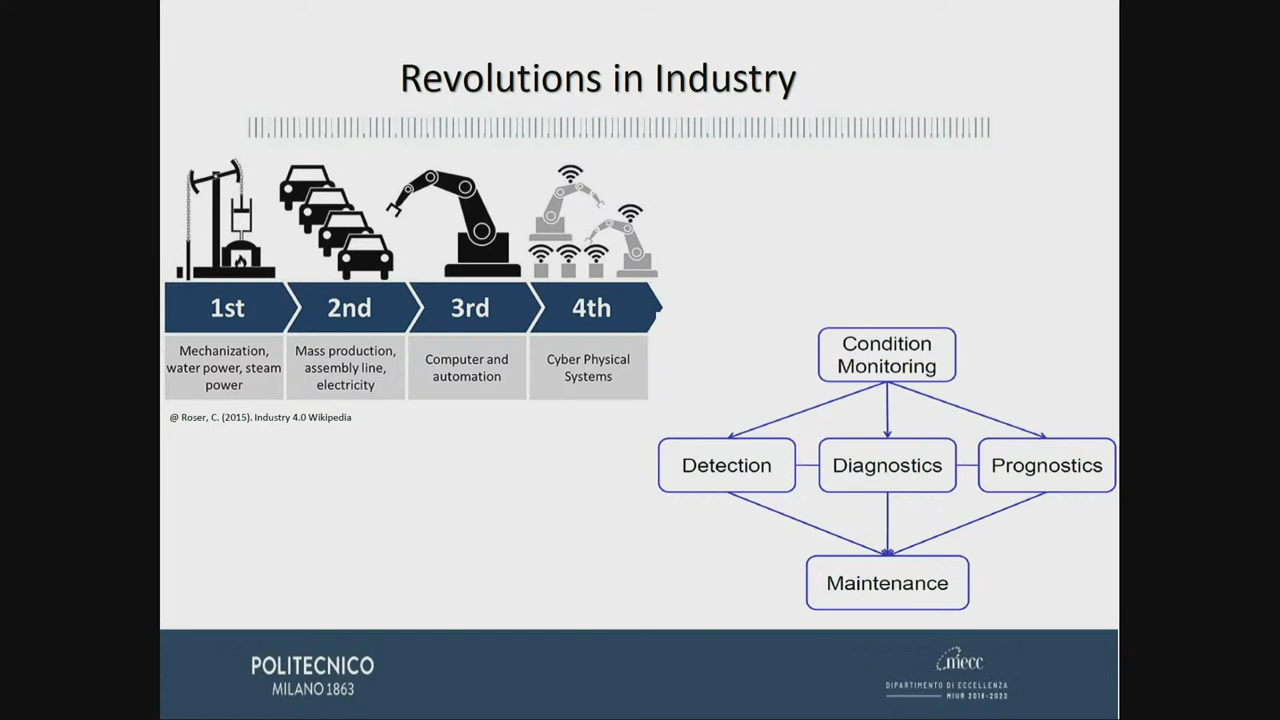 Revolutions in Industry
1st
2nd
3rd
4th
Mechanization,
water power, steam
power
Mass production,
assembly line,
electricity
Computer and
automation
Cyber Physical
Systems
@ Roser, C. (2015). Industry 4.0 Wikipedia
Condition
Monitoring
Detection
Diagnostics
Prognostics
Maintenance
POLITECNICO
MILANO 1863
mecc
DIPARTIMENTO DI ECCELLENZA
MIUR 2018-2022